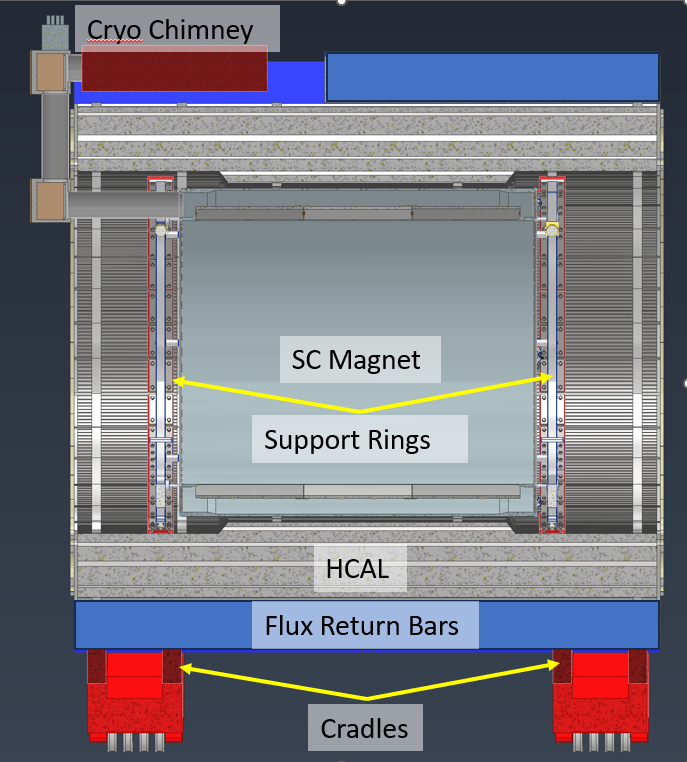 Cryo Chimney
SC Magnet
Support Rings
HCAL
Flux Return Bars
Cradles